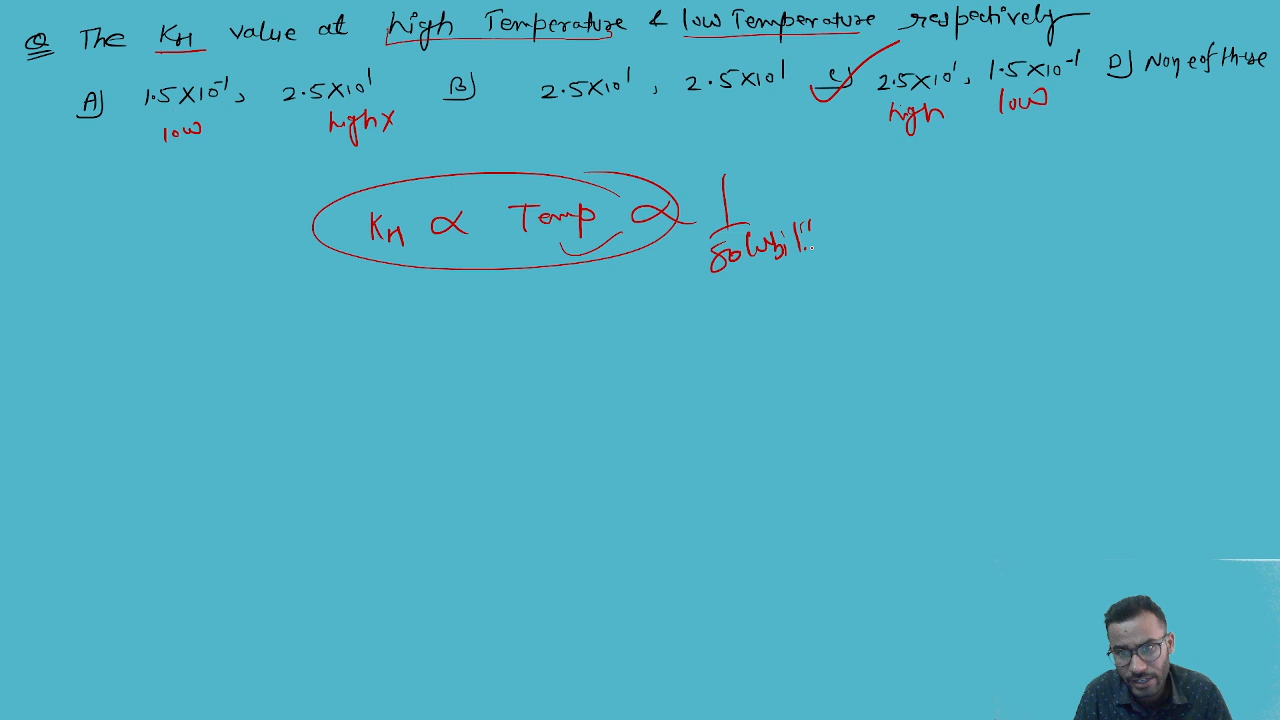 Q The KH value at high Temperature & low Temperature respectively
A) 1.5×10⁻¹, 2.5×10¹ B) 2.5×10¹, 2.5×10¹ C) 2.5×10¹, 1.5×10⁻¹ D) None of these
low high × high low
KH ∝ Temp ∝ 1
solubili